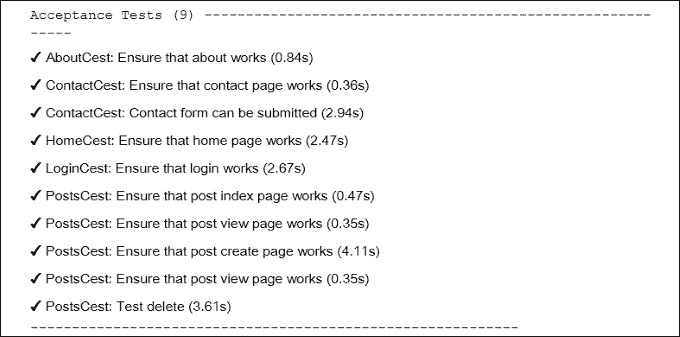 Acceptance Tests (9) ---------------------------------------------------
-----
✔ AboutCest: Ensure that about works (0.84s)
✔ ContactCest: Ensure that contact page works (0.36s)
✔ ContactCest: Contact form can be submitted (2.94s)
✔ HomeCest: Ensure that home page works (2.47s)
✔ LoginCest: Ensure that login works (2.67s)
✔ PostsCest: Ensure that post index page works (0.47s)
✔ PostsCest: Ensure that post view page works (0.35s)
✔ PostsCest: Ensure that post create page works (4.11s)
✔ PostsCest: Ensure that post view page works (0.35s)
✔ PostsCest: Test delete (3.61s)
------------------------------------------------------------